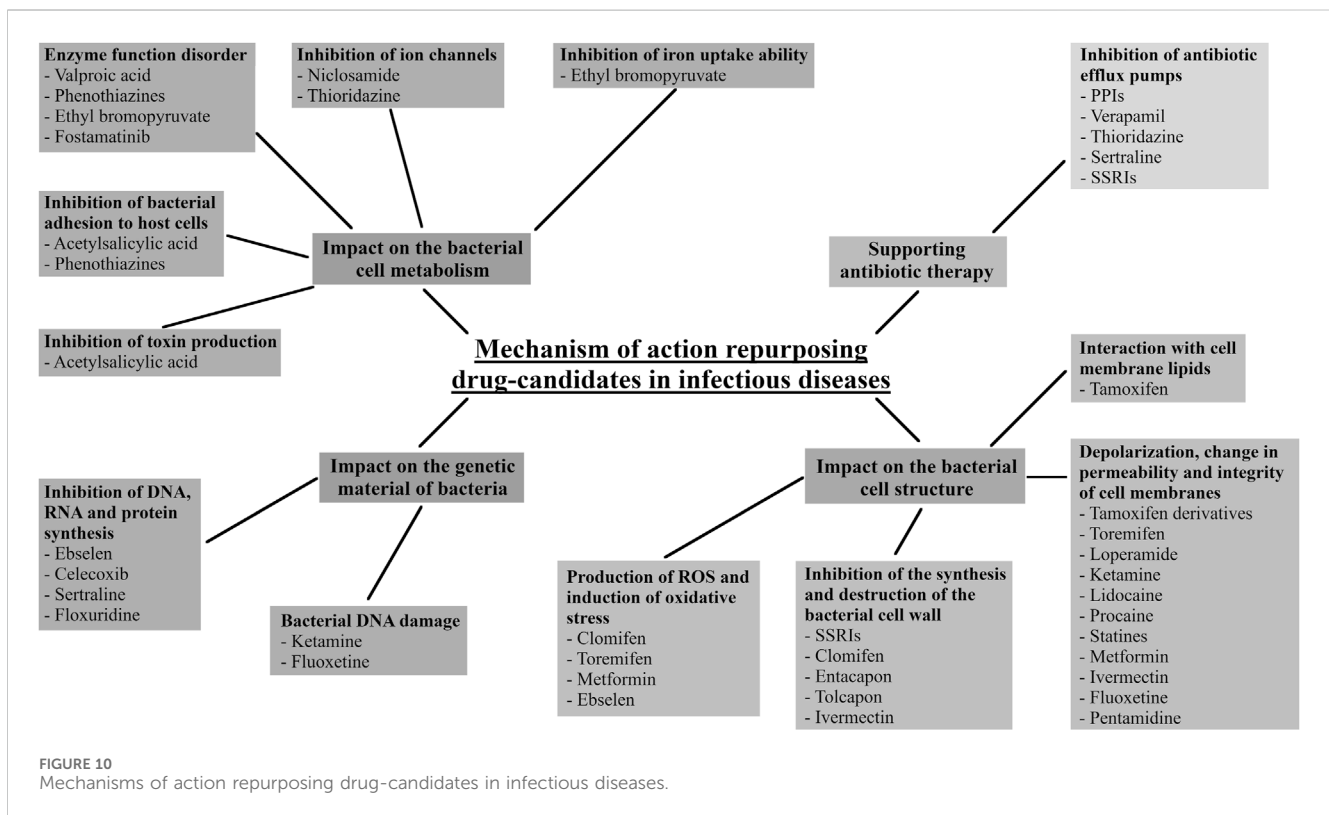 Enzyme function disorder
- Valproic acid
- Phenothiazines
- Ethyl bromopyruvate
- Fostamatinib
Inhibition of ion channels
- Niclosamide
- Thioridazine
Inhibition of iron uptake ability
- Ethyl bromopyruvate
Inhibition of antibiotic
efflux pumps
- PPIs
- Verapamil
- Thioridazine
- Sertraline
- SSRIs
Inhibition of bacterial
adhesion to host cells
- Acetylsalicylic acid
- Phenothiazines
Impact on the bacterial
cell metabolism
Supporting
antibiotic therapy
Inhibition of toxin production
- Acetylsalicylic acid
Mechanism of action repurposing
drug-candidates in infectious diseases
Interaction with cell
membrane lipids
- Tamoxifen
Impact on the genetic
material of bacteria
Impact on the bacterial
cell structure
Inhibition of DNA,
RNA and protein
synthesis
- Ebselen
- Celecoxib
- Sertraline
- Floxuridine
Bacterial DNA damage
- Ketamine
- Fluoxetine
Production of ROS and
induction of oxidative
stress
- Clomifen
- Toremifen
- Metformin
- Ebselen
Inhibition of the synthesis
and destruction of the
bacterial cell wall
- SSRIs
- Clomifen
- Entacapon
- Tolcapon
- Ivermectin
Depolarization, change in
permeability and integrity
of cell membranes
- Tamoxifen derivatives
- Toremifen
- Loperamide
- Ketamine
- Lidocaine
- Procaine
- Statines
- Metformin
- Ivermectin
- Fluoxetine
- Pentamidine
FIGURE 10
Mechanisms of action repurposing drug-candidates in infectious diseases.